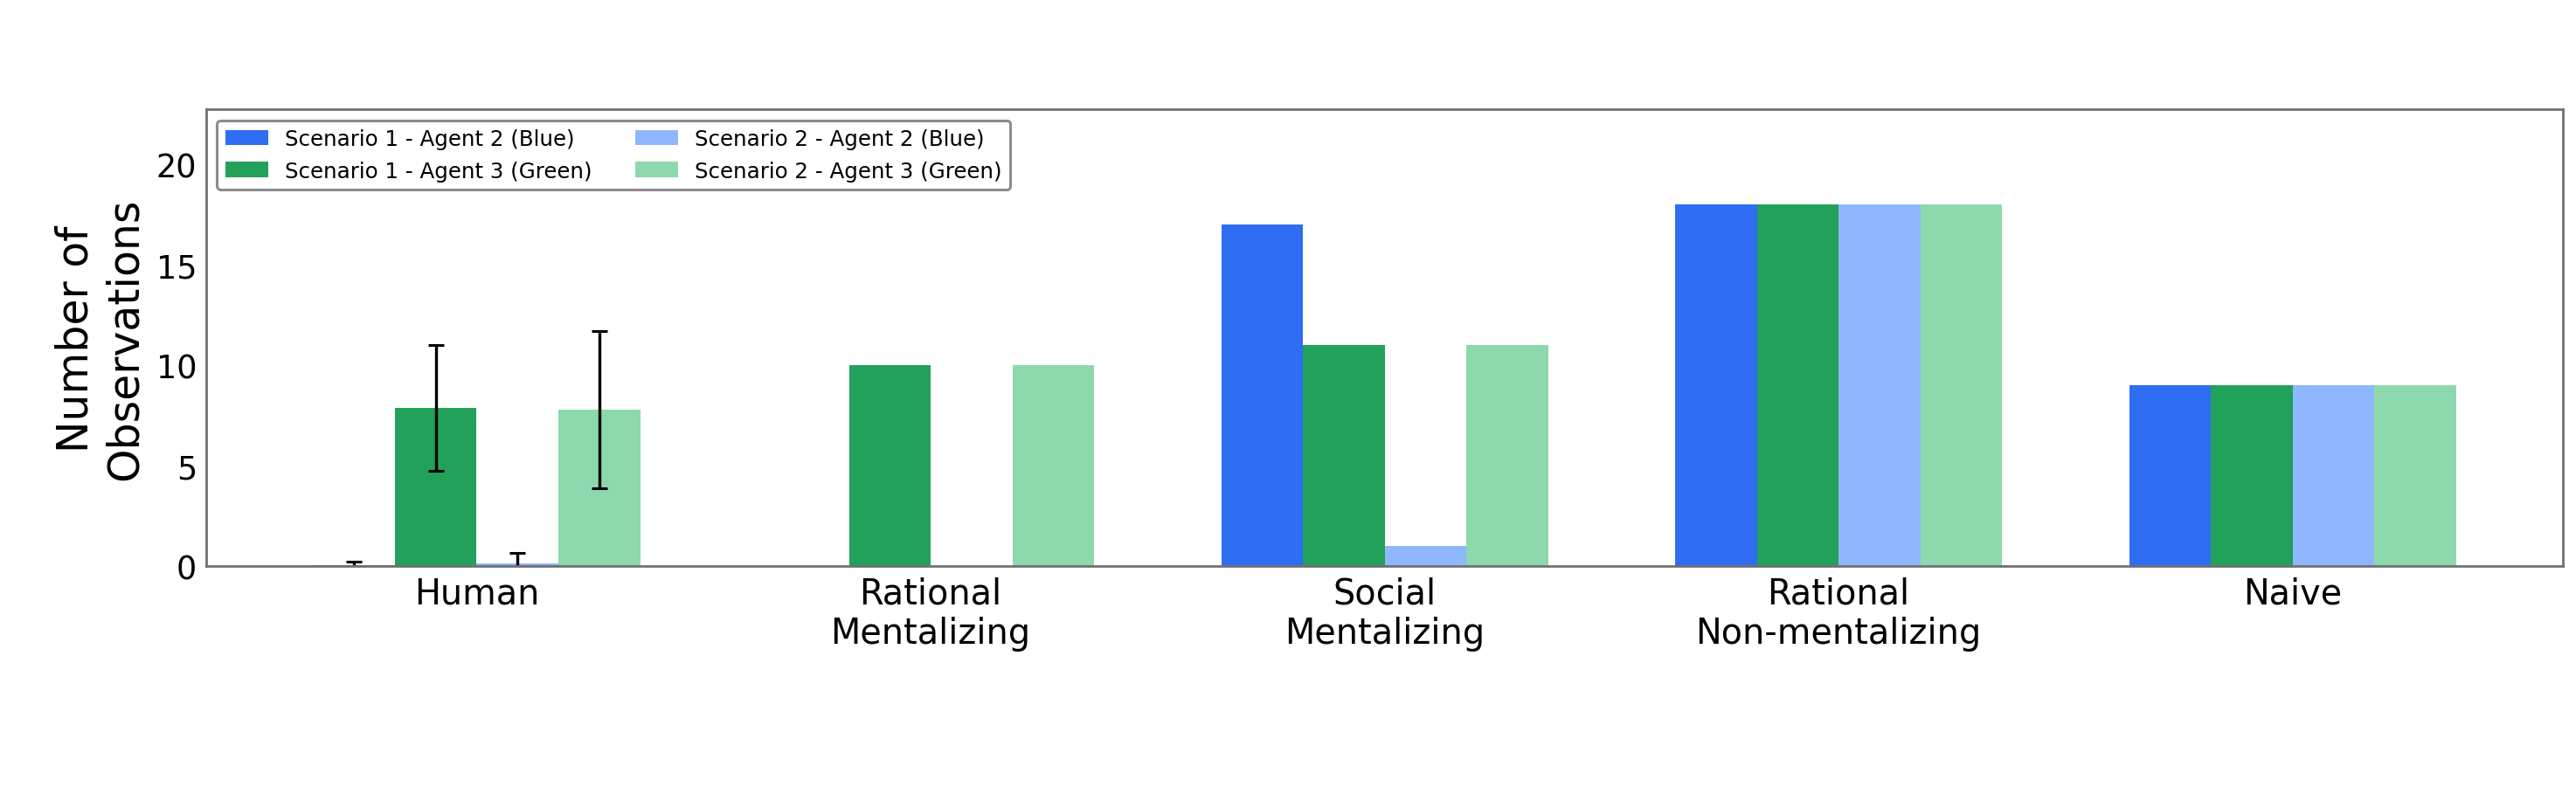 Scenario 1 - Agent 2 (Blue)
Scenario 1 - Agent 3 (Green)
Scenario 2 - Agent 2 (Blue)
Scenario 2 - Agent 3 (Green)
Number of
Observations
20
15
10
5
0
Human
Rational
Mentalizing
Social
Mentalizing
Rational
Non-mentalizing
Naive